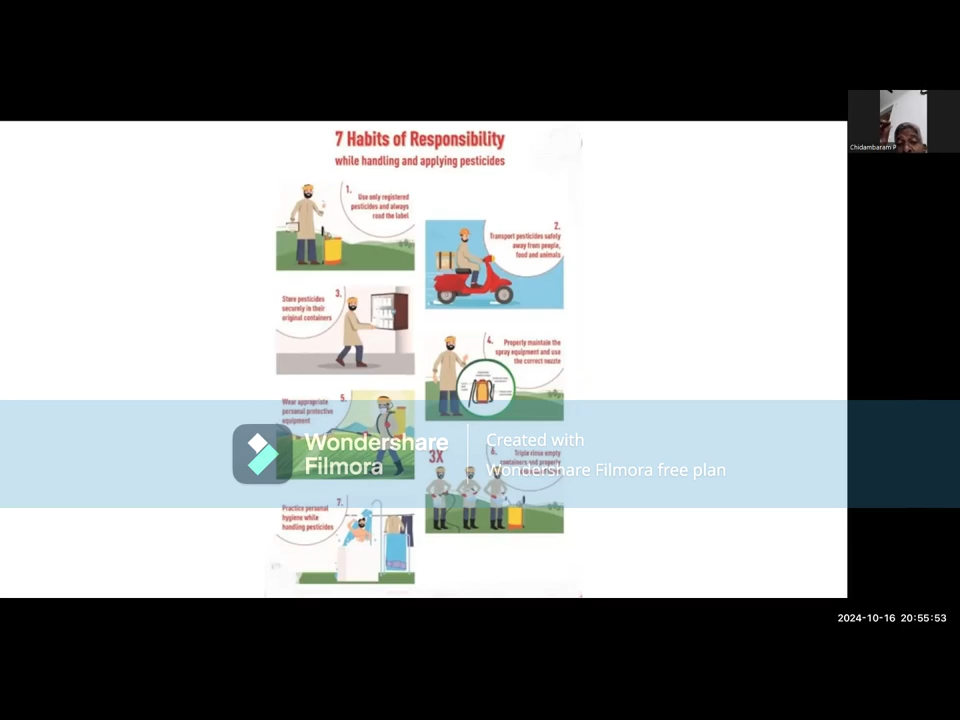 7 Habits of Responsibility
while handling and applying pesticides
1.
Use only registered
pesticides and always
read the label
2.
Transport pesticides safely
away from people,
food and animals
3.
Store pesticides
securely in their
original containers
4.
Properly maintain the
spray equipment and use
the correct nozzle
5.
Wear appropriate
personal protective
equipment
3X
6.
Triple rinse empty
containers and properly
7.
Practice personal
hygiene while
handling pesticides
Wondershare
Filmora
Created with
Wondershare Filmora free plan
Chidambaram P
2024-10-16 20:55:53